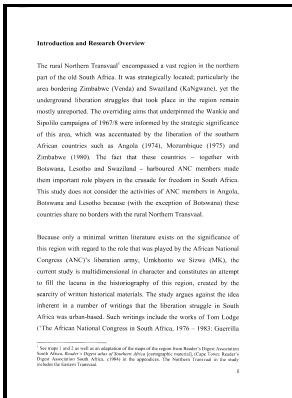 Introduction and Research Overview
The rural Northern Transvaal¹ encompassed a vast region in the northern
part of the old South Africa. It was strategically located; particularly the
area bordering Zimbabwe (Venda) and Swaziland (KaNgwane), yet the
underground liberation struggles that took place in the region remain
mostly unreported. The overriding aims that underpinned the Wankie and
Sipolilo campaigns of 1967/8 were informed by the strategic significance
of this area, which was accentuated by the liberation of the southern
African countries such as Angola (1974), Mozambique (1975) and
Zimbabwe (1980). The fact that these countries – together with
Botswana, Lesotho and Swaziland – harboured ANC members made
them important role players in the crusade for freedom in South Africa.
This study does not consider the activities of ANC members in Angola,
Botswana and Lesotho because (with the exception of Botswana) these
countries share no borders with the rural Northern Transvaal.
Because only a minimal written literature exists on the significance of
this region with regard to the role that was played by the African National
Congress (ANC)'s liberation army, Umkhonto we Sizwe (MK), the
current study is multidimensional in character and constitutes an attempt
to fill the lacuna in the historiography of this region, created by the
scarcity of written historical materials. The study argues against the idea
inherent in a number of writings that the liberation struggle in South
Africa was urban-based. Such writings include the works of Tom Lodge
('The African National Congress in South Africa, 1976 – 1983: Guerrilla
¹ See maps 1 and 2 as well as an adaptation of the maps of the region from Reader's Digest Association
South Africa, Reader's Digest atlas of Southern Africa [cartographic material], (Cape Town: Reader's
Digest Association South Africa, c1984) in the appendices. The Northern Transvaal in the study
includes the Eastern Transvaal.